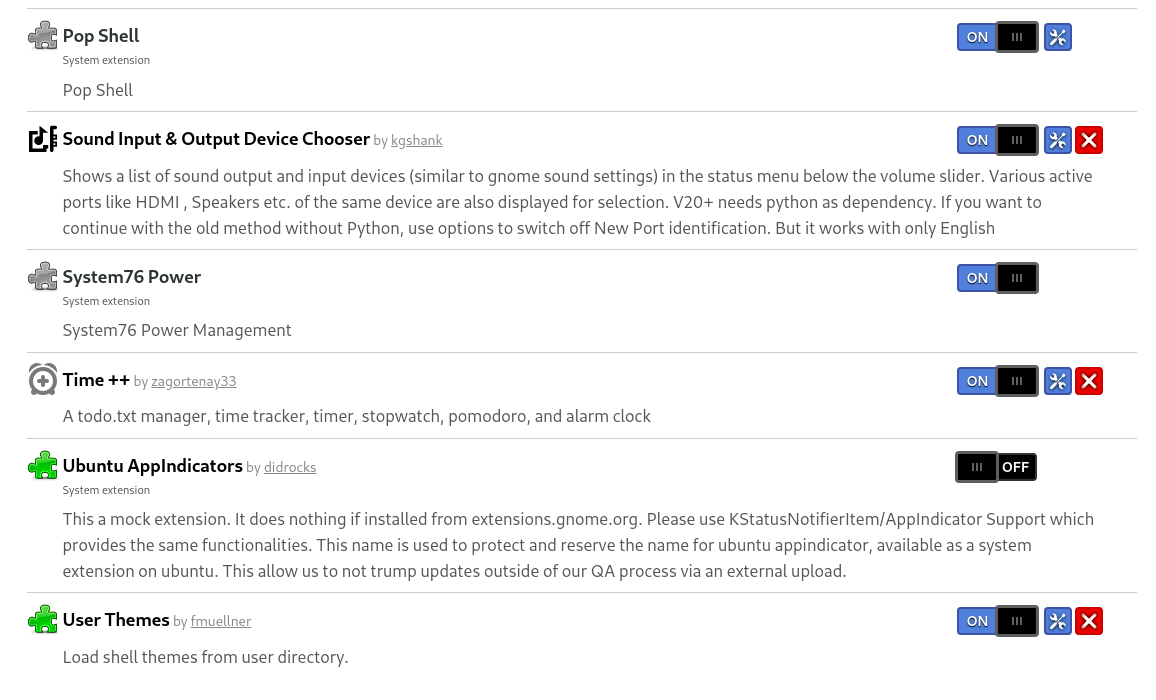 Pop Shell
ON
System extension
Pop Shell
Sound Input & Output Device Chooser by kgshank
ON
Shows a list of sound output and input devices (similar to gnome sound settings) in the status menu below the volume slider. Various active
ports like HDMI , Speakers etc. of the same device are also displayed for selection. V20+ needs python as dependency. If you want to
continue with the old method without Python, use options to switch off New Port identification. But it works with only English
System76 Power
ON
System extension
System76 Power Management
Time ++ by zagortenay33
ON
A todo.txt manager, time tracker, timer, stopwatch, pomodoro, and alarm clock
Ubuntu AppIndicators by didrocks
OFF
System extension
This a mock extension. It does nothing if installed from extensions.gnome.org. Please use KStatusNotifierItem/AppIndicator Support which
provides the same functionalities. This name is used to protect and reserve the name for ubuntu appindicator, available as a system
extension on ubuntu. This allow us to not trump updates outside of our QA process via an external upload.
User Themes by fmuellner
ON
Load shell themes from user directory.